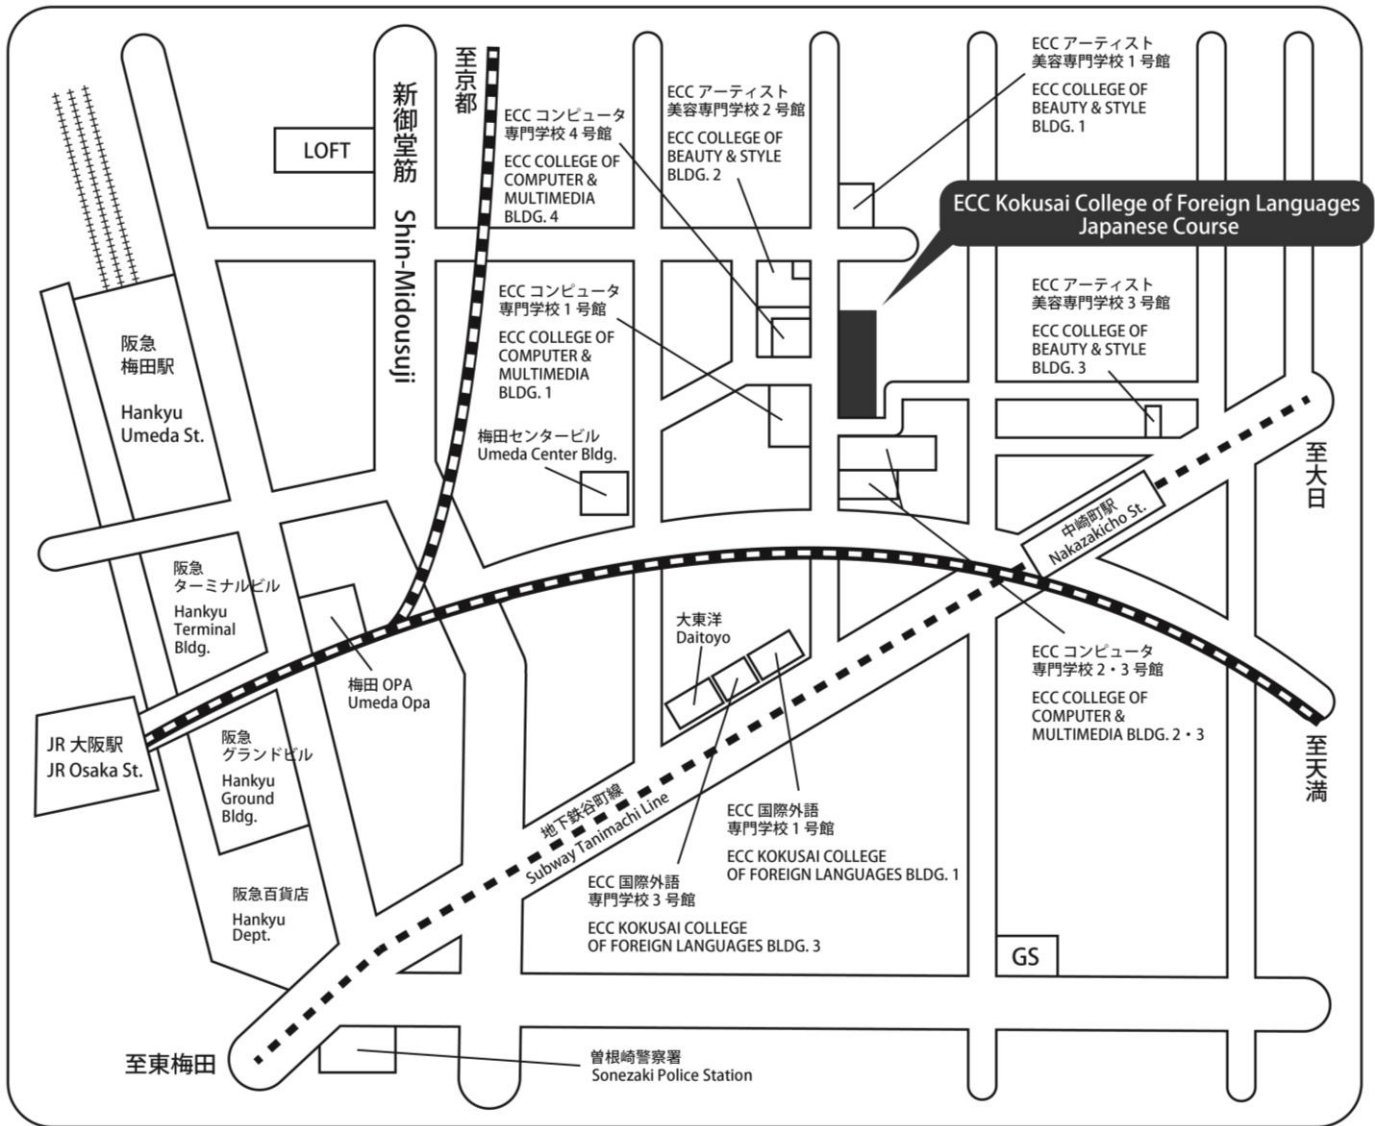 ECC アーティスト
美容専門学校 1 号館
ECC COLLEGE OF
BEAUTY & STYLE
BLDG. 1
至京都
新御堂筋 Shin-Midousuji
ECC アーティスト
美容専門学校 2 号館
ECC COLLEGE OF
BEAUTY & STYLE
BLDG. 2
ECC コンピュータ
専門学校 4 号館
ECC COLLEGE OF
COMPUTER &
MULTIMEDIA
BLDG. 4
LOFT
ECC Kokusai College of Foreign Languages
Japanese Course
ECC コンピュータ
専門学校 1 号館
ECC COLLEGE OF
COMPUTER &
MULTIMEDIA
BLDG. 1
ECC アーティスト
美容専門学校 3 号館
ECC COLLEGE OF
BEAUTY & STYLE
BLDG. 3
阪急
梅田駅
Hankyu
Umeda St.
梅田センタービル
Umeda Center Bldg.
至大日
中崎町駅
Nakazakicho St.
阪急
ターミナルビル
Hankyu
Terminal
Bldg.
大東洋
Daitoyo
梅田 OPA
Umeda Opa
ECC コンピュータ
専門学校 2・3 号館
ECC COLLEGE OF
COMPUTER &
MULTIMEDIA BLDG. 2・3
JR 大阪駅
JR Osaka St.
阪急
グランドビル
Hankyu
Ground
Bldg.
至天満
地下鉄谷町線
Subway Tanimachi Line
ECC 国際外語
専門学校 1 号館
ECC KOKUSAI COLLEGE
OF FOREIGN LANGUAGES BLDG. 1
ECC 国際外語
専門学校 3 号館
ECC KOKUSAI COLLEGE
OF FOREIGN LANGUAGES BLDG. 3
阪急百貨店
Hankyu
Dept.
GS
至東梅田
曽根崎警察署
Sonezaki Police Station